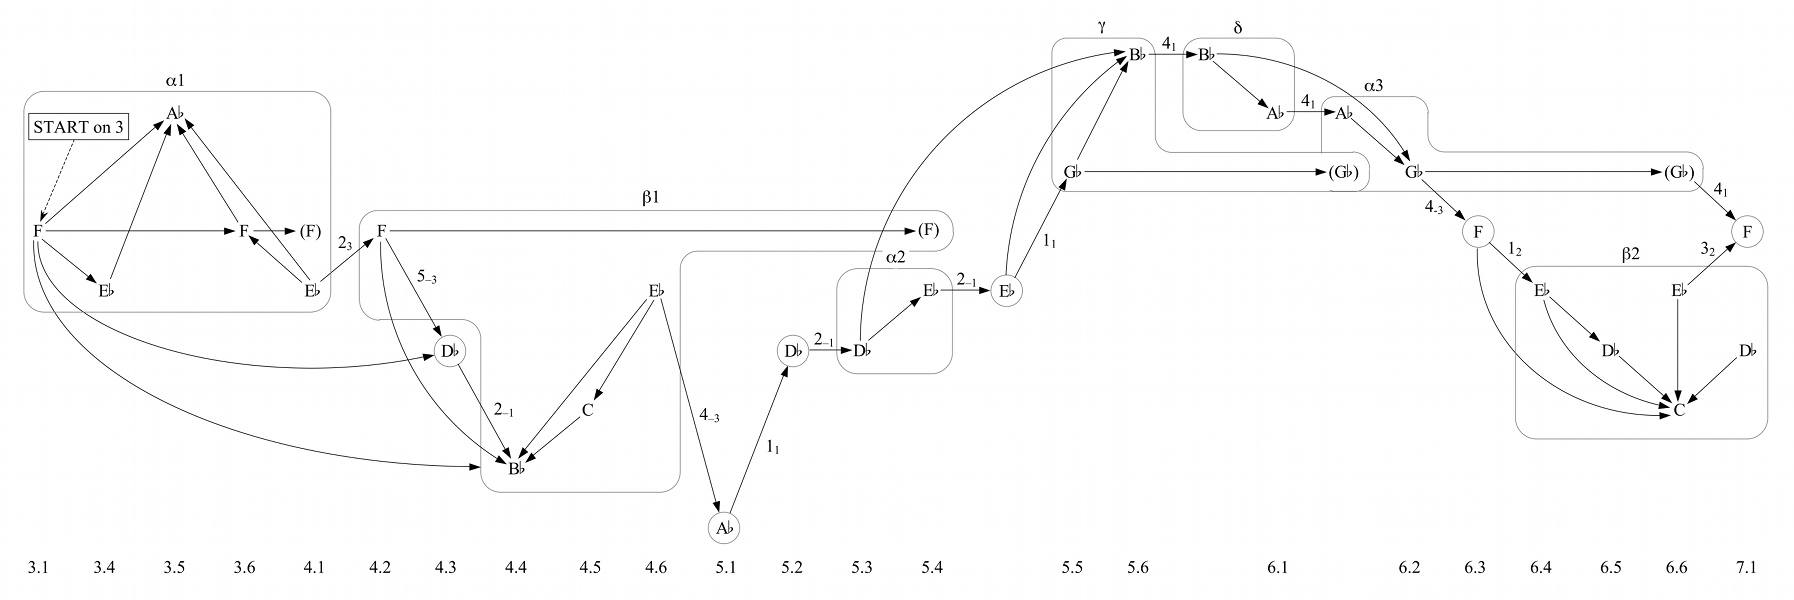 γ δ
B♭ 4₁ B♭
α1 α3
START on 3 A♭ A♭ 4₁ A♭
G♭ (G♭) G♭ (G♭)
β1 4₋₃ 4₁
F F (F) 2₃ F (F) F F
5₋₃ 1₁ 1₂ 3₂
α2 β2
E♭ E♭ E♭ E♭ 2₋₁ E♭ E♭ E♭
D♭ D♭ 2₋₁ D♭ D♭ D♭
2₋₁ C 4₋₃ C
1₁
B♭
A♭
3.1 3.4 3.5 3.6 4.1 4.2 4.3 4.4 4.5 4.6 5.1 5.2 5.3 5.4 5.5 5.6 6.1 6.2 6.3 6.4 6.5 6.6 7.1